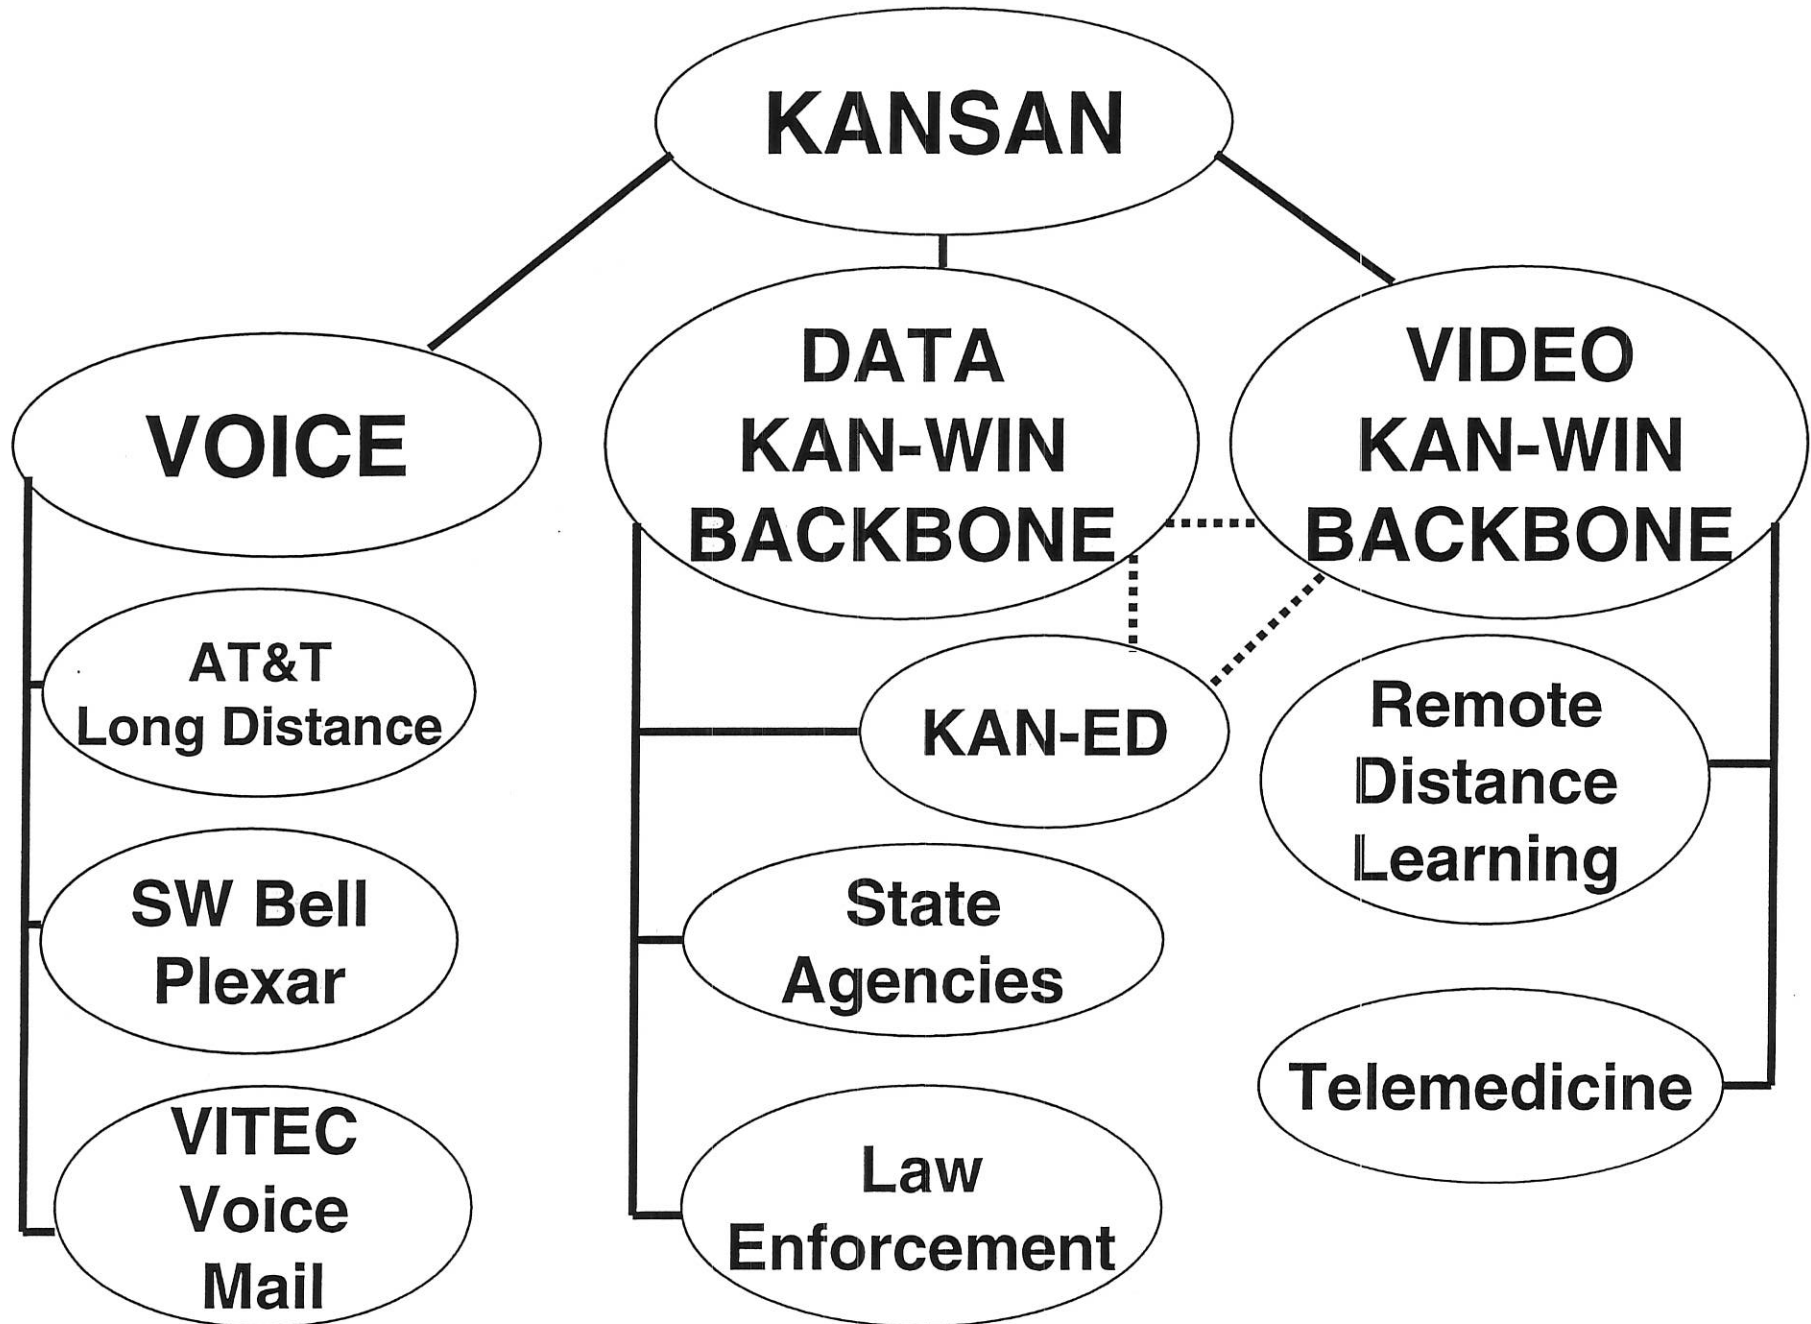 KANSAN
VOICE
DATA
KAN-WIN
BACKBONE
VIDEO
KAN-WIN
BACKBONE
AT&T
Long Distance
SW Bell
Plexar
VITEC
Voice
Mail
KAN-ED
State
Agencies
Law
Enforcement
Remote
Distance
Learning
Telemedicine